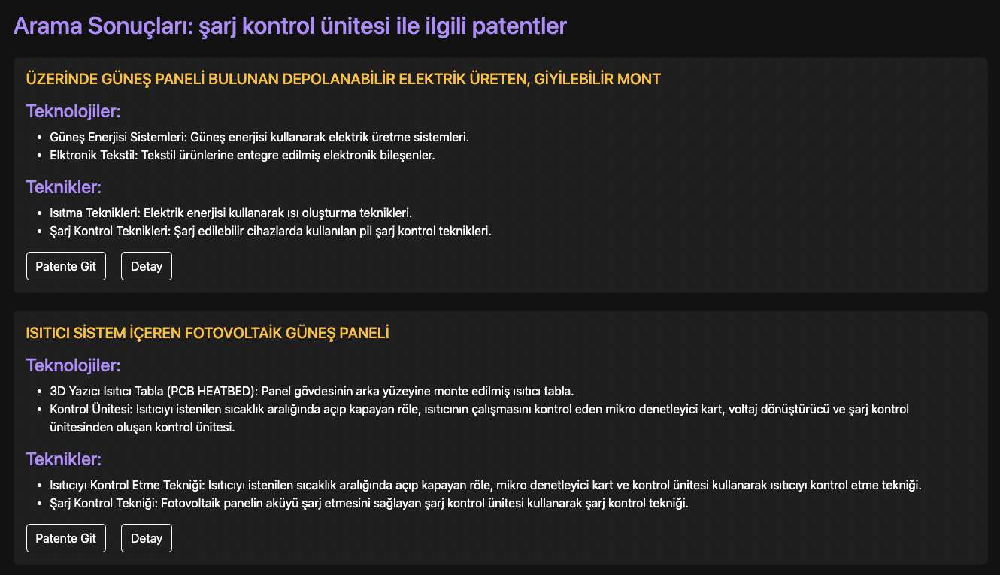 Arama Sonuçları: şarj kontrol ünitesi ile ilgili patentler
ÜZERİNDE GÜNEŞ PANELİ BULUNAN DEPOLANABİLİR ELEKTRİK ÜRETEN, GİYİLEBİLİR MONT
Teknolojiler:
• Güneş Enerjisi Sistemleri: Güneş enerjisi kullanarak elektrik üretme sistemleri.
• Elktronik Tekstil: Tekstil ürünlerine entegre edilmiş elektronik bileşenler.
Teknikler:
• Isıtma Teknikleri: Elektrik enerjisi kullanarak ısı oluşturma teknikleri.
• Şarj Kontrol Teknikleri: Şarj edilebilir cihazlarda kullanılan pil şarj kontrol teknikleri.
Patente Git Detay
ISITICI SİSTEM İÇEREN FOTOVOLTAİK GÜNEŞ PANELİ
Teknolojiler:
• 3D Yazıcı Isıtıcı Tabla (PCB HEATBED): Panel gövdesinin arka yüzeyine monte edilmiş ısıtıcı tabla.
• Kontrol Ünitesi: Isıtıcıyı istenilen sıcaklık aralığında açıp kapayan röle, ısıtıcının çalışmasını kontrol eden mikro denetleyici kart, voltaj dönüştürücü ve şarj kontrol
ünitesinden oluşan kontrol ünitesi.
Teknikler:
• Isıtıcıyı Kontrol Etme Tekniği: Isıtıcıyı istenilen sıcaklık aralığında açıp kapayan röle, mikro denetleyici kart ve kontrol ünitesi kullanarak ısıtıcıyı kontrol etme tekniği.
• Şarj Kontrol Tekniği: Fotovoltaik panelin aküyü şarj etmesini sağlayan şarj kontrol ünitesi kullanarak şarj kontrol tekniği.
Patente Git Detay